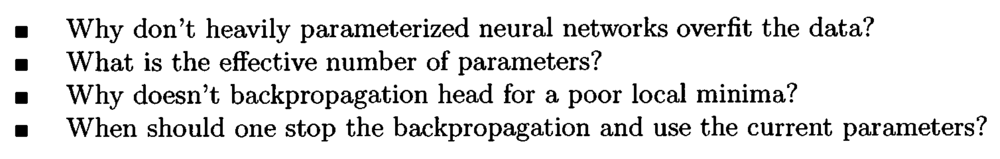 ▪ Why don't heavily parameterized neural networks overfit the data?
▪ What is the effective number of parameters?
▪ Why doesn't backpropagation head for a poor local minima?
▪ When should one stop the backpropagation and use the current parameters?